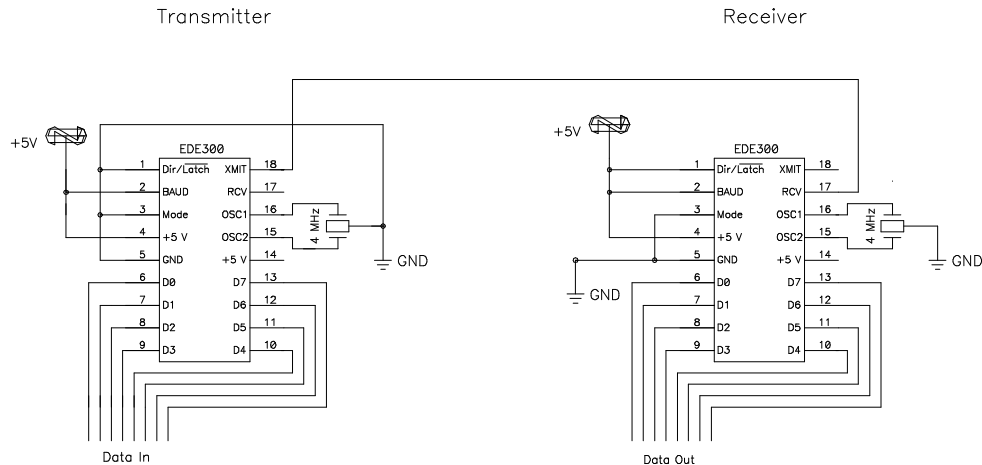 Transmitter
Receiver
+5V
EDE300
1 Dir/Latch XMIT 18
2 BAUD RCV 17
3 Mode OSC1 16
4 +5 V OSC2 15
5 GND +5 V 14
6 D0 D7 13
7 D1 D6 12
8 D2 D5 11
9 D3 D4 10
4 MHz
GND
Data In
+5V
EDE300
1 Dir/Latch XMIT 18
2 BAUD RCV 17
3 Mode OSC1 16
4 +5 V OSC2 15
5 GND +5 V 14
6 D0 D7 13
7 D1 D6 12
8 D2 D5 11
9 D3 D4 10
4 MHz
GND
GND
Data Out